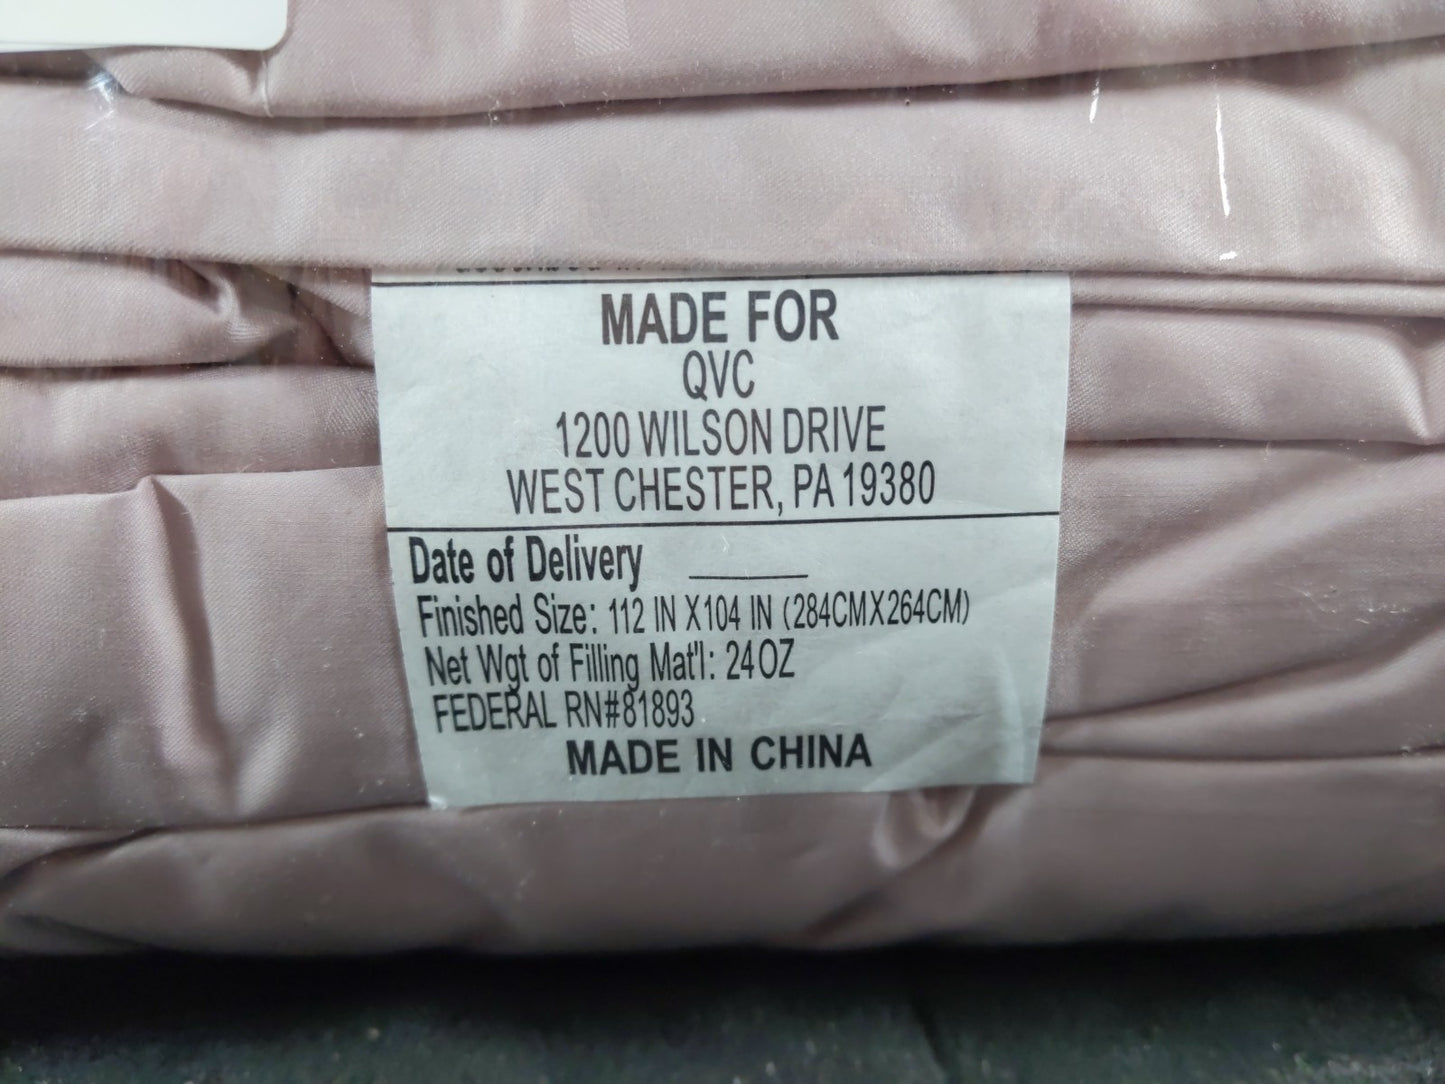 MADE FOR
QVC
1200 WILSON DRIVE
WEST CHESTER, PA 19380
Date of Delivery ________
Finished Size: 112 IN X104 IN (284CMX264CM)
Net Wgt of Filling Mat'l: 24OZ
FEDERAL RN#81893
MADE IN CHINA